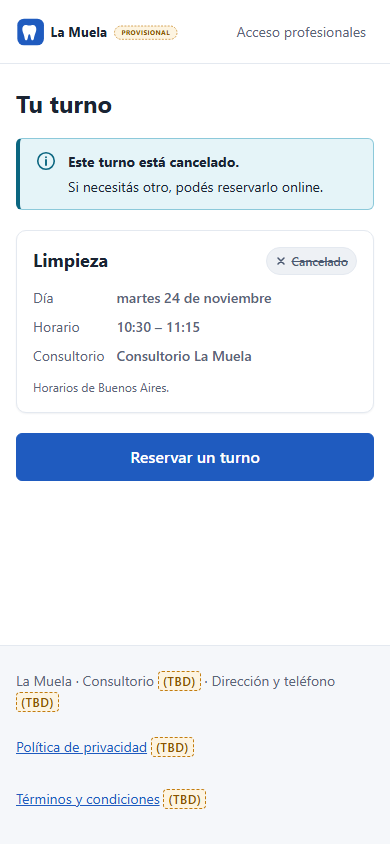 La Muela PROVISIONAL Acceso profesionales
Tu turno
Este turno está cancelado.
Si necesitás otro, podés reservarlo online.
Limpieza Cancelado
Día martes 24 de noviembre
Horario 10:30 – 11:15
Consultorio Consultorio La Muela
Horarios de Buenos Aires.
Reservar un turno
La Muela · Consultorio (TBD) · Dirección y teléfono
(TBD)
Política de privacidad (TBD)
Términos y condiciones (TBD)